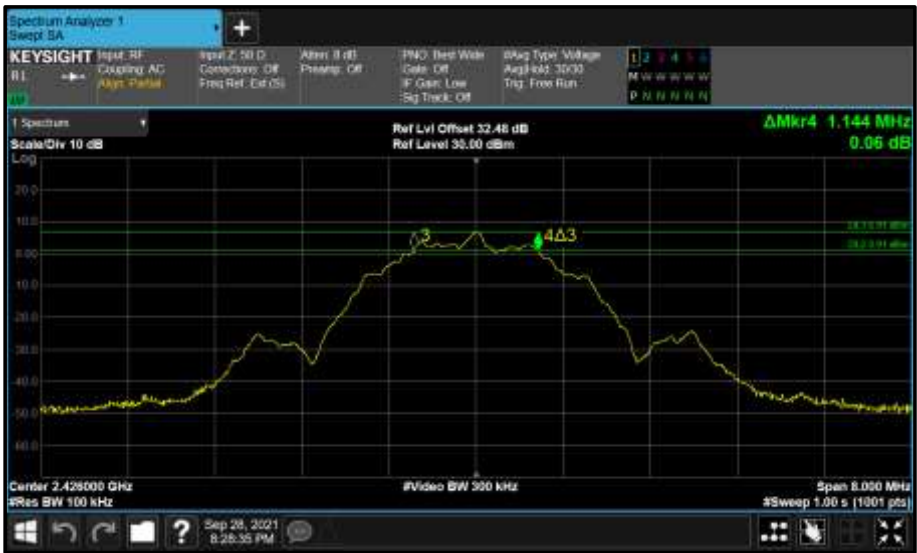 Spectrum Analyzer 1
Swept SA
+
KEYSIGHT Input: RF Input Z: 50 Ω Atten: 8 dB PNO: Best Wide #Avg Type: Voltage 1 2 3 4 5 6
RL Coupling: AC Corrections: Off Preamp: Off Gate: Off Avg|Hold: 30/30 M W W W W W
Align: Partial Freq Ref: Ext (S) IF Gain: Low Trig: Free Run
Sig Track: Off P N N N N N
1 Spectrum Ref Lvl Offset 32.48 dB ΔMkr4 1.144 MHz
Scale/Div 10 dB Ref Level 30.00 dBm 0.06 dB
Log
20.0
10.0
3 4Δ3
0.00
-10.0
-20.0
-30.0
-40.0
-50.0
-60.0
Center 2.426000 GHz #Video BW 300 kHz Span 8.000 MHz
#Res BW 100 kHz #Sweep 1.00 s (1001 pts)
? Sep 28, 2021
8:28:35 PM